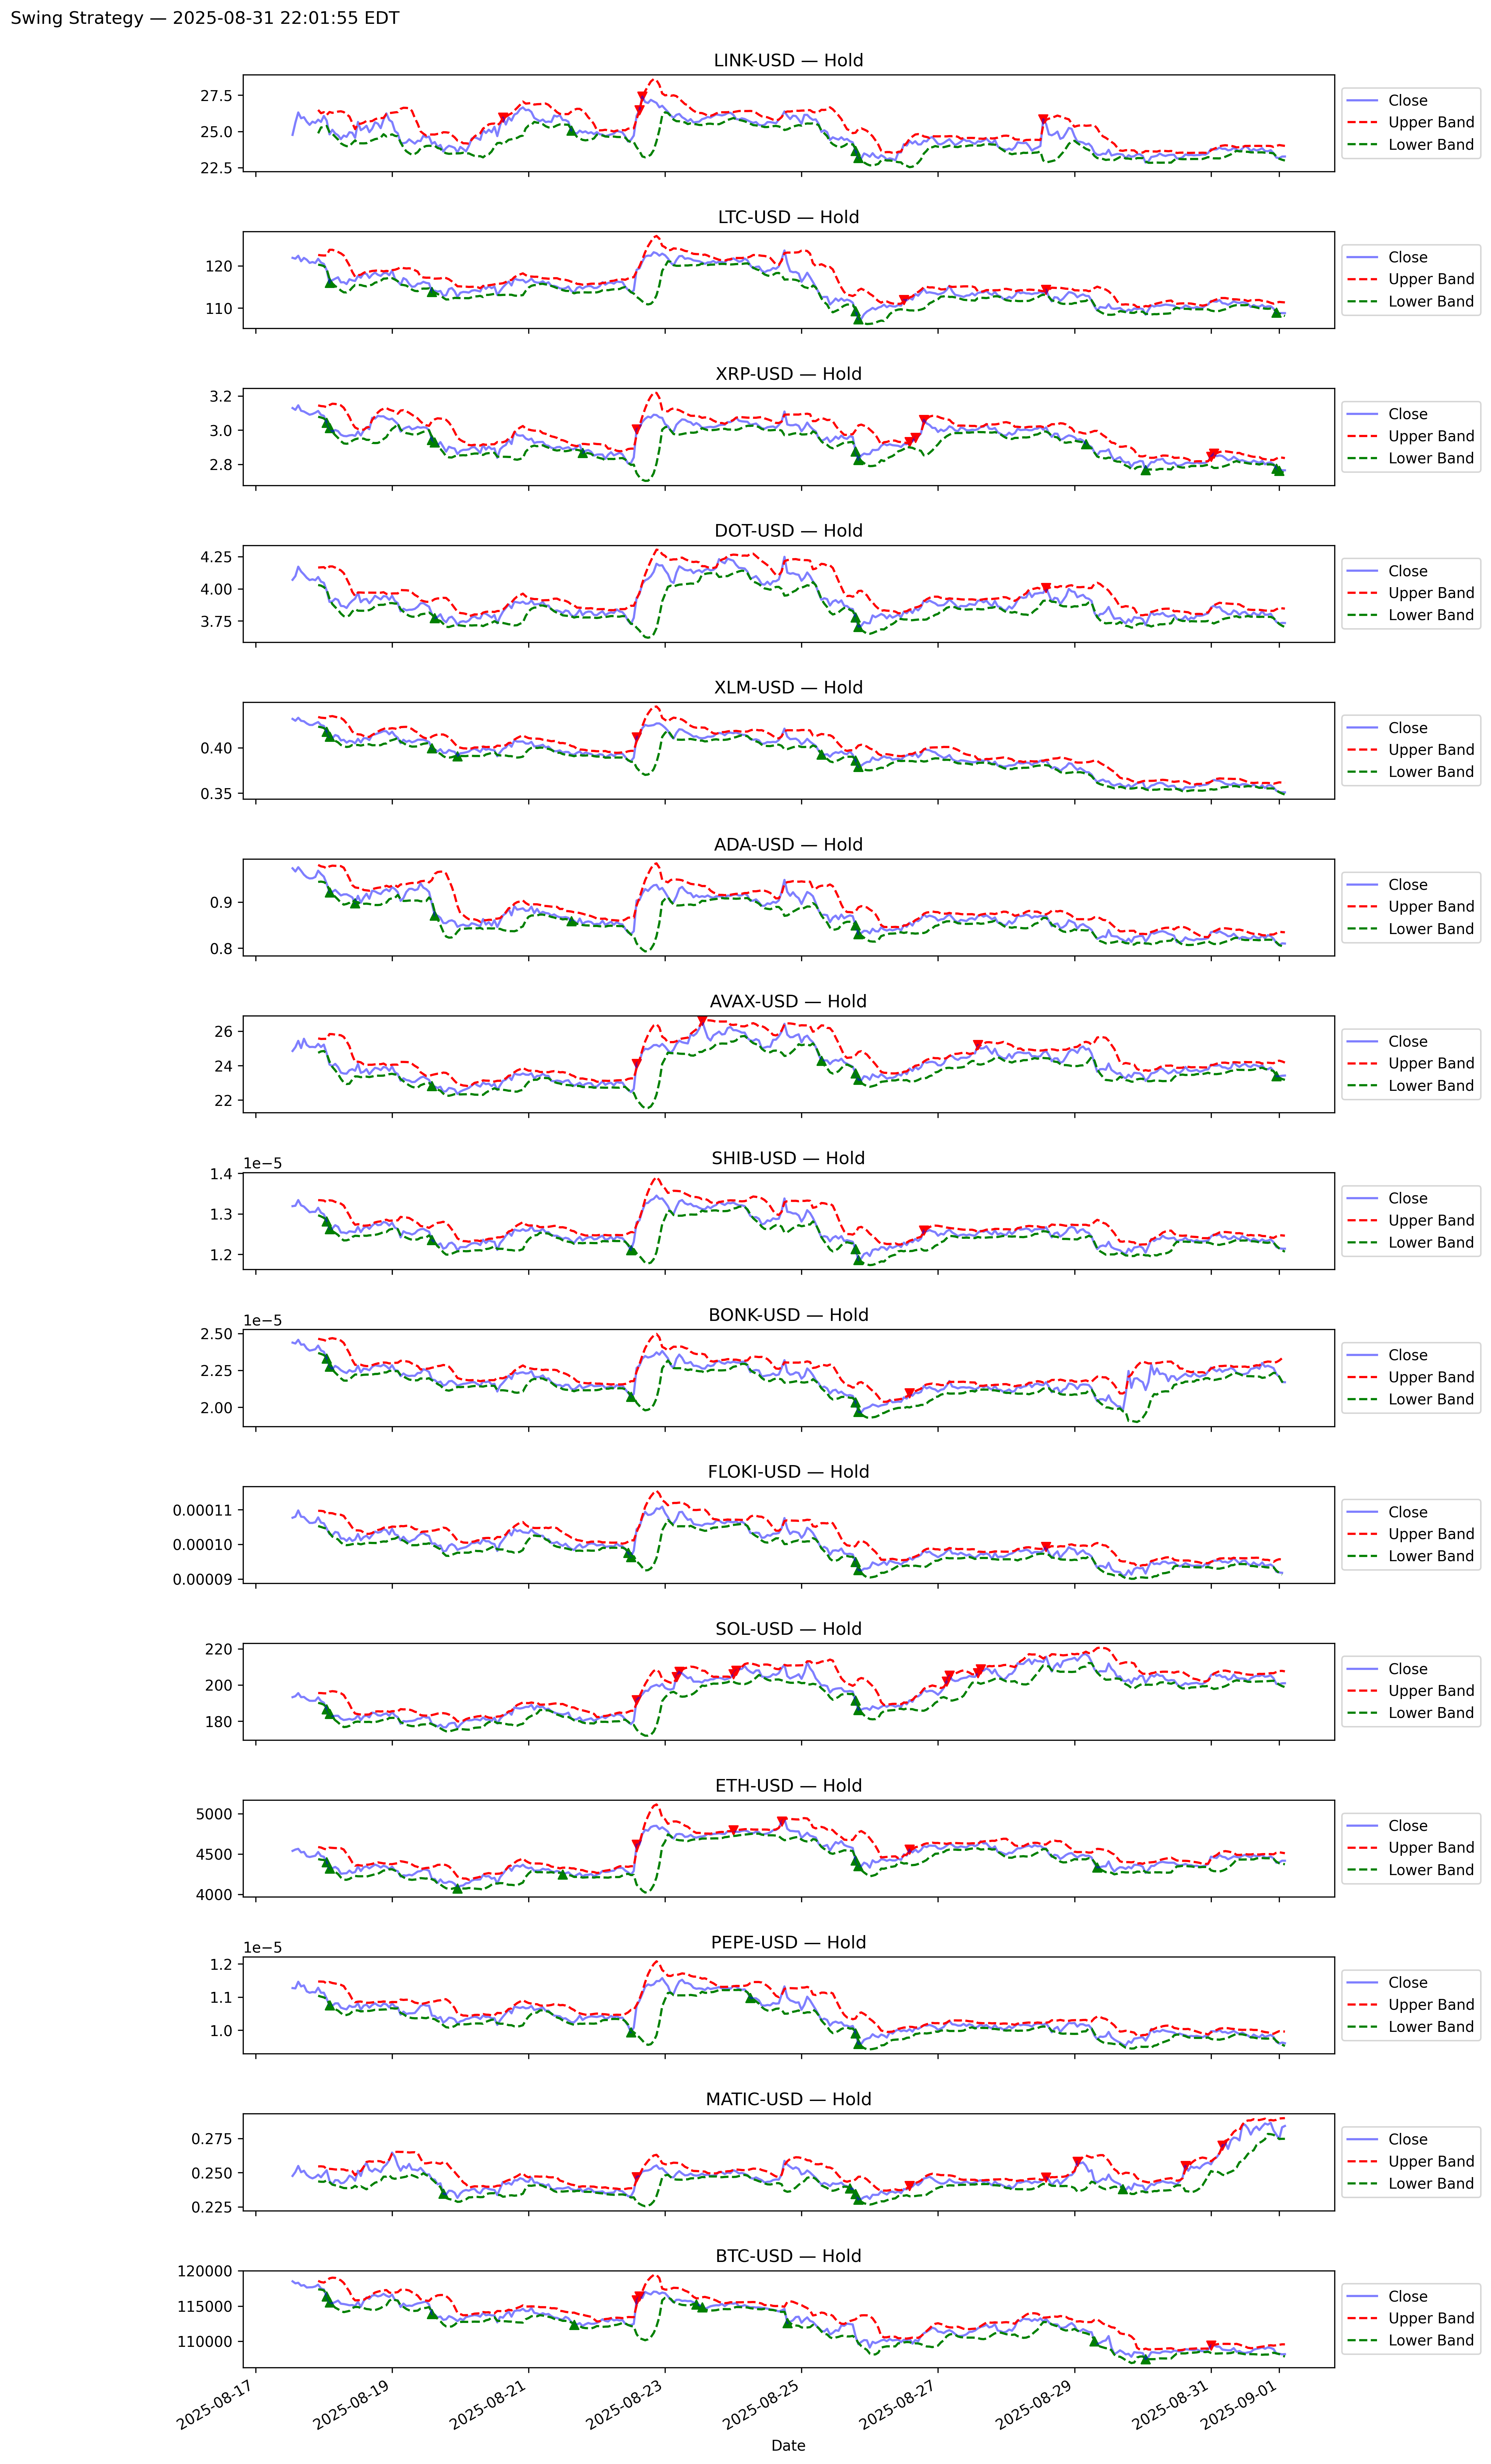 Swing Strategy — 2025-08-31 22:01:55 EDT
LINK-USD — Hold
27.5
25.0
22.5
Close
Upper Band
Lower Band
LTC-USD — Hold
120
110
Close
Upper Band
Lower Band
XRP-USD — Hold
3.2
3.0
2.8
Close
Upper Band
Lower Band
DOT-USD — Hold
4.25
4.00
3.75
Close
Upper Band
Lower Band
XLM-USD — Hold
0.40
0.35
Close
Upper Band
Lower Band
ADA-USD — Hold
0.9
0.8
Close
Upper Band
Lower Band
AVAX-USD — Hold
26
24
22
Close
Upper Band
Lower Band
SHIB-USD — Hold
1e−5
1.4
1.3
1.2
Close
Upper Band
Lower Band
BONK-USD — Hold
1e−5
2.50
2.25
2.00
Close
Upper Band
Lower Band
FLOKI-USD — Hold
0.00011
0.00010
0.00009
Close
Upper Band
Lower Band
SOL-USD — Hold
220
200
180
Close
Upper Band
Lower Band
ETH-USD — Hold
5000
4500
4000
Close
Upper Band
Lower Band
PEPE-USD — Hold
1e−5
1.2
1.1
1.0
Close
Upper Band
Lower Band
MATIC-USD — Hold
0.275
0.250
0.225
Close
Upper Band
Lower Band
BTC-USD — Hold
120000
115000
110000
Close
Upper Band
Lower Band
2025-08-17
2025-08-19
2025-08-21
2025-08-23
2025-08-25
2025-08-27
2025-08-29
2025-08-31
2025-09-01
Date